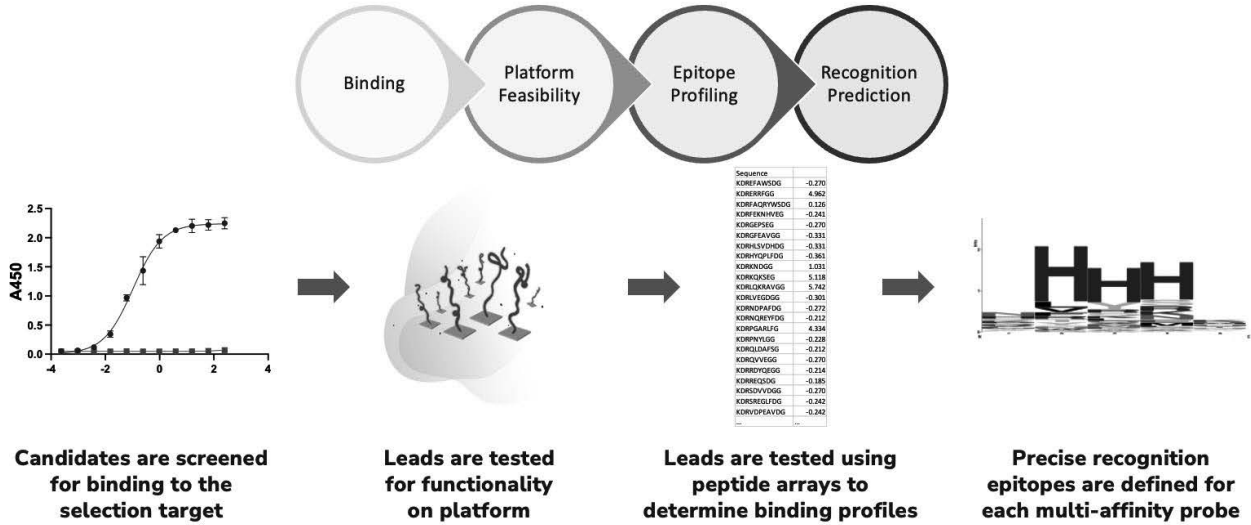 Binding
Platform
Feasibility
Epitope
Profiling
Recognition
Prediction
A450
2.5
2.0
1.5
1.0
0.5
0.0
-4 -2 0 2 4
Sequence
KDREFAWSDG -0.270
KDRERRFGG 4.962
KDRFAQRYWSDG 0.126
KDRFEKNHVEG -0.241
KDRGEPSEG -0.270
KDRGFEAVGG -0.331
KDRHLSVDHDG -0.331
KDRHYQPLFDG -0.361
KDRKNDGG 1.031
KDRKQKSEG 5.118
KDRLQKRAVGG 5.742
KDRLVEGDGG -0.301
KDRNDPAFDG -0.272
KDRNQREYFDG -0.212
KDRPGARLFG 4.334
KDRPNYLGG -0.228
KDRQLDAFSG -0.212
KDRQVVEGG -0.270
KDRRDYQEGG -0.214
KDRREQSDG -0.185
KDRSDVVDGG -0.270
KDRSREGLFDG -0.242
KDRVDPEAVDG -0.242
... ...
HHH
Candidates are screened
for binding to the
selection target
Leads are tested
for functionality
on platform
Leads are tested using
peptide arrays to
determine binding profiles
Precise recognition
epitopes are defined for
each multi-affinity probe